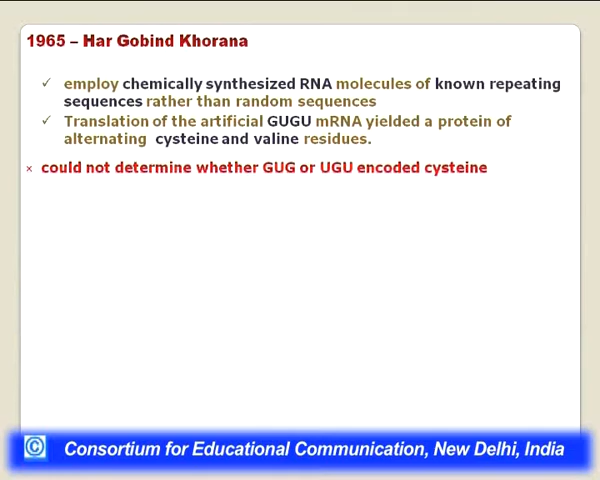 1965 – Har Gobind Khorana
✓ employ chemically synthesized RNA molecules of known repeating
sequences rather than random sequences
✓ Translation of the artificial GUGU mRNA yielded a protein of
alternating cysteine and valine residues.
× could not determine whether GUG or UGU encoded cysteine
© Consortium for Educational Communication, New Delhi, India